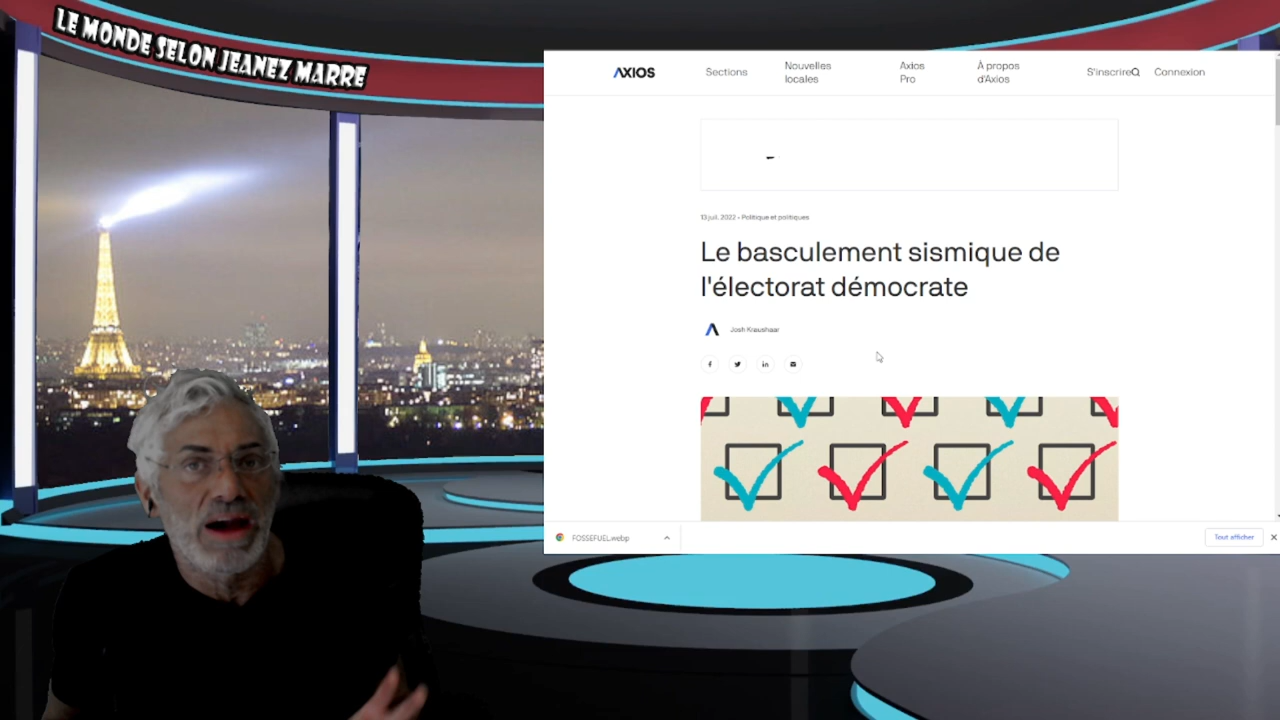 LE MONDE SELON JEANEZ MARRE
AXIOS
Sections
Nouvelles
locales
Axios
Pro
À propos
d'Axios
S'inscrire
Connexion
13 juil. 2022 - Politique et politiques
Le basculement sismique de
l'électorat démocrate
Josh Kraushaar
FOSSEFUEL.webp
Tout afficher